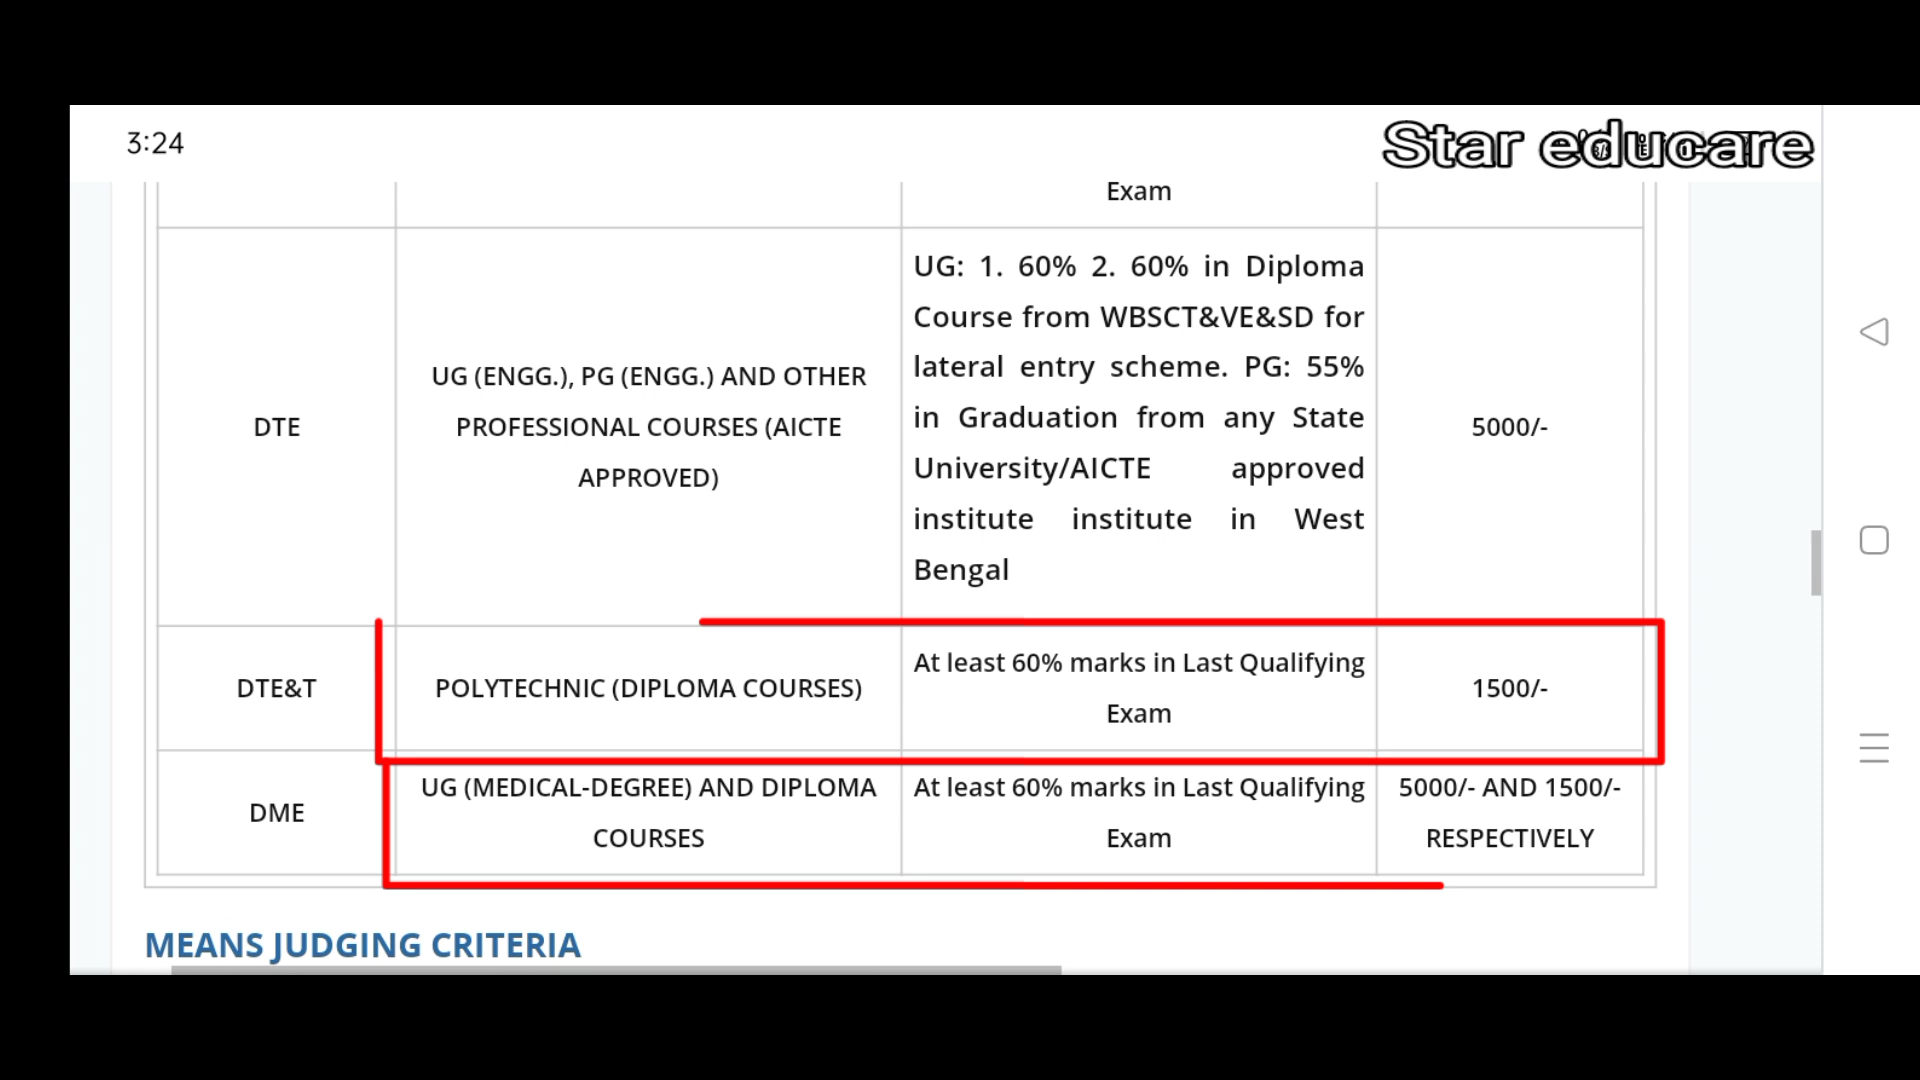 3:24
Star educare
Exam
DTE
UG (ENGG.), PG (ENGG.) AND OTHER
PROFESSIONAL COURSES (AICTE
APPROVED)
UG: 1. 60% 2. 60% in Diploma
Course from WBSCT&VE&SD for
lateral entry scheme. PG: 55%
in Graduation from any State
University/AICTE approved
institute institute in West
Bengal
5000/-
DTE&T
POLYTECHNIC (DIPLOMA COURSES)
At least 60% marks in Last Qualifying
Exam
1500/-
DME
UG (MEDICAL-DEGREE) AND DIPLOMA
COURSES
At least 60% marks in Last Qualifying
Exam
5000/- AND 1500/-
RESPECTIVELY
MEANS JUDGING CRITERIA